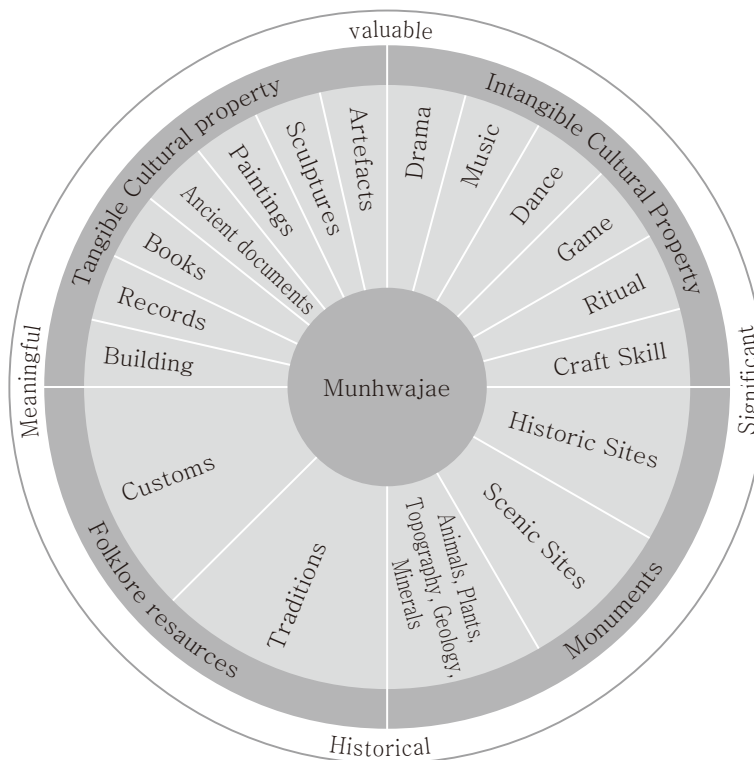 valuable
Tangible Cultural property
Intangible Cultural Property
Artefacts
Sculptures
Paintings
Ancient documents
Books
Records
Building
Drama
Music
Dance
Game
Ritual
Craft Skill
Munhwajae
Meaningful
Significant
Historic Sites
Scenic Sites
Animals, Plants,
Topography, Geology,
Minerals
Monuments
Customs
Traditions
Folklore resaurces
Historical